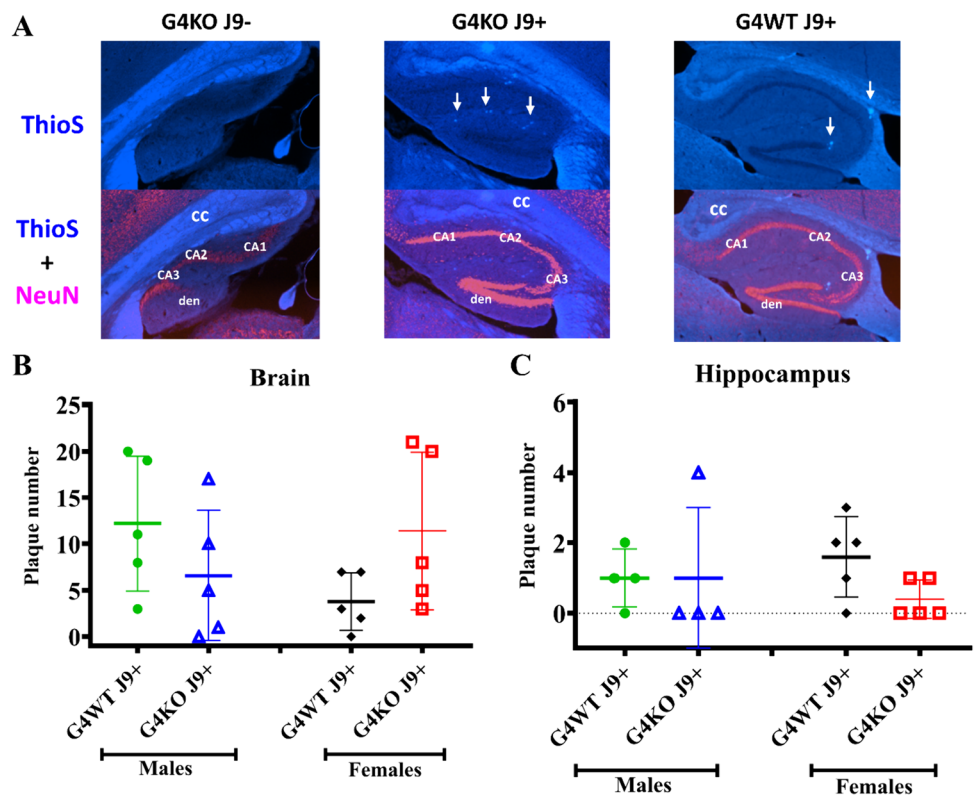 A
G4KO J9- G4KO J9+ G4WT J9+
ThioS
ThioS
+
NeuN
CC
CA1
CA2
CA3
den
CC
CA1
CA2
CA3
den
CC
CA1
CA2
CA3
den
B
Brain
Plaque number
25
20
15
10
5
0
G4WT J9+
G4KO J9+
G4WT J9+
G4KO J9+
Males
Females
C
Hippocampus
Plaque number
6
4
2
0
G4WT J9+
G4KO J9+
G4WT J9+
G4KO J9+
Males
Females